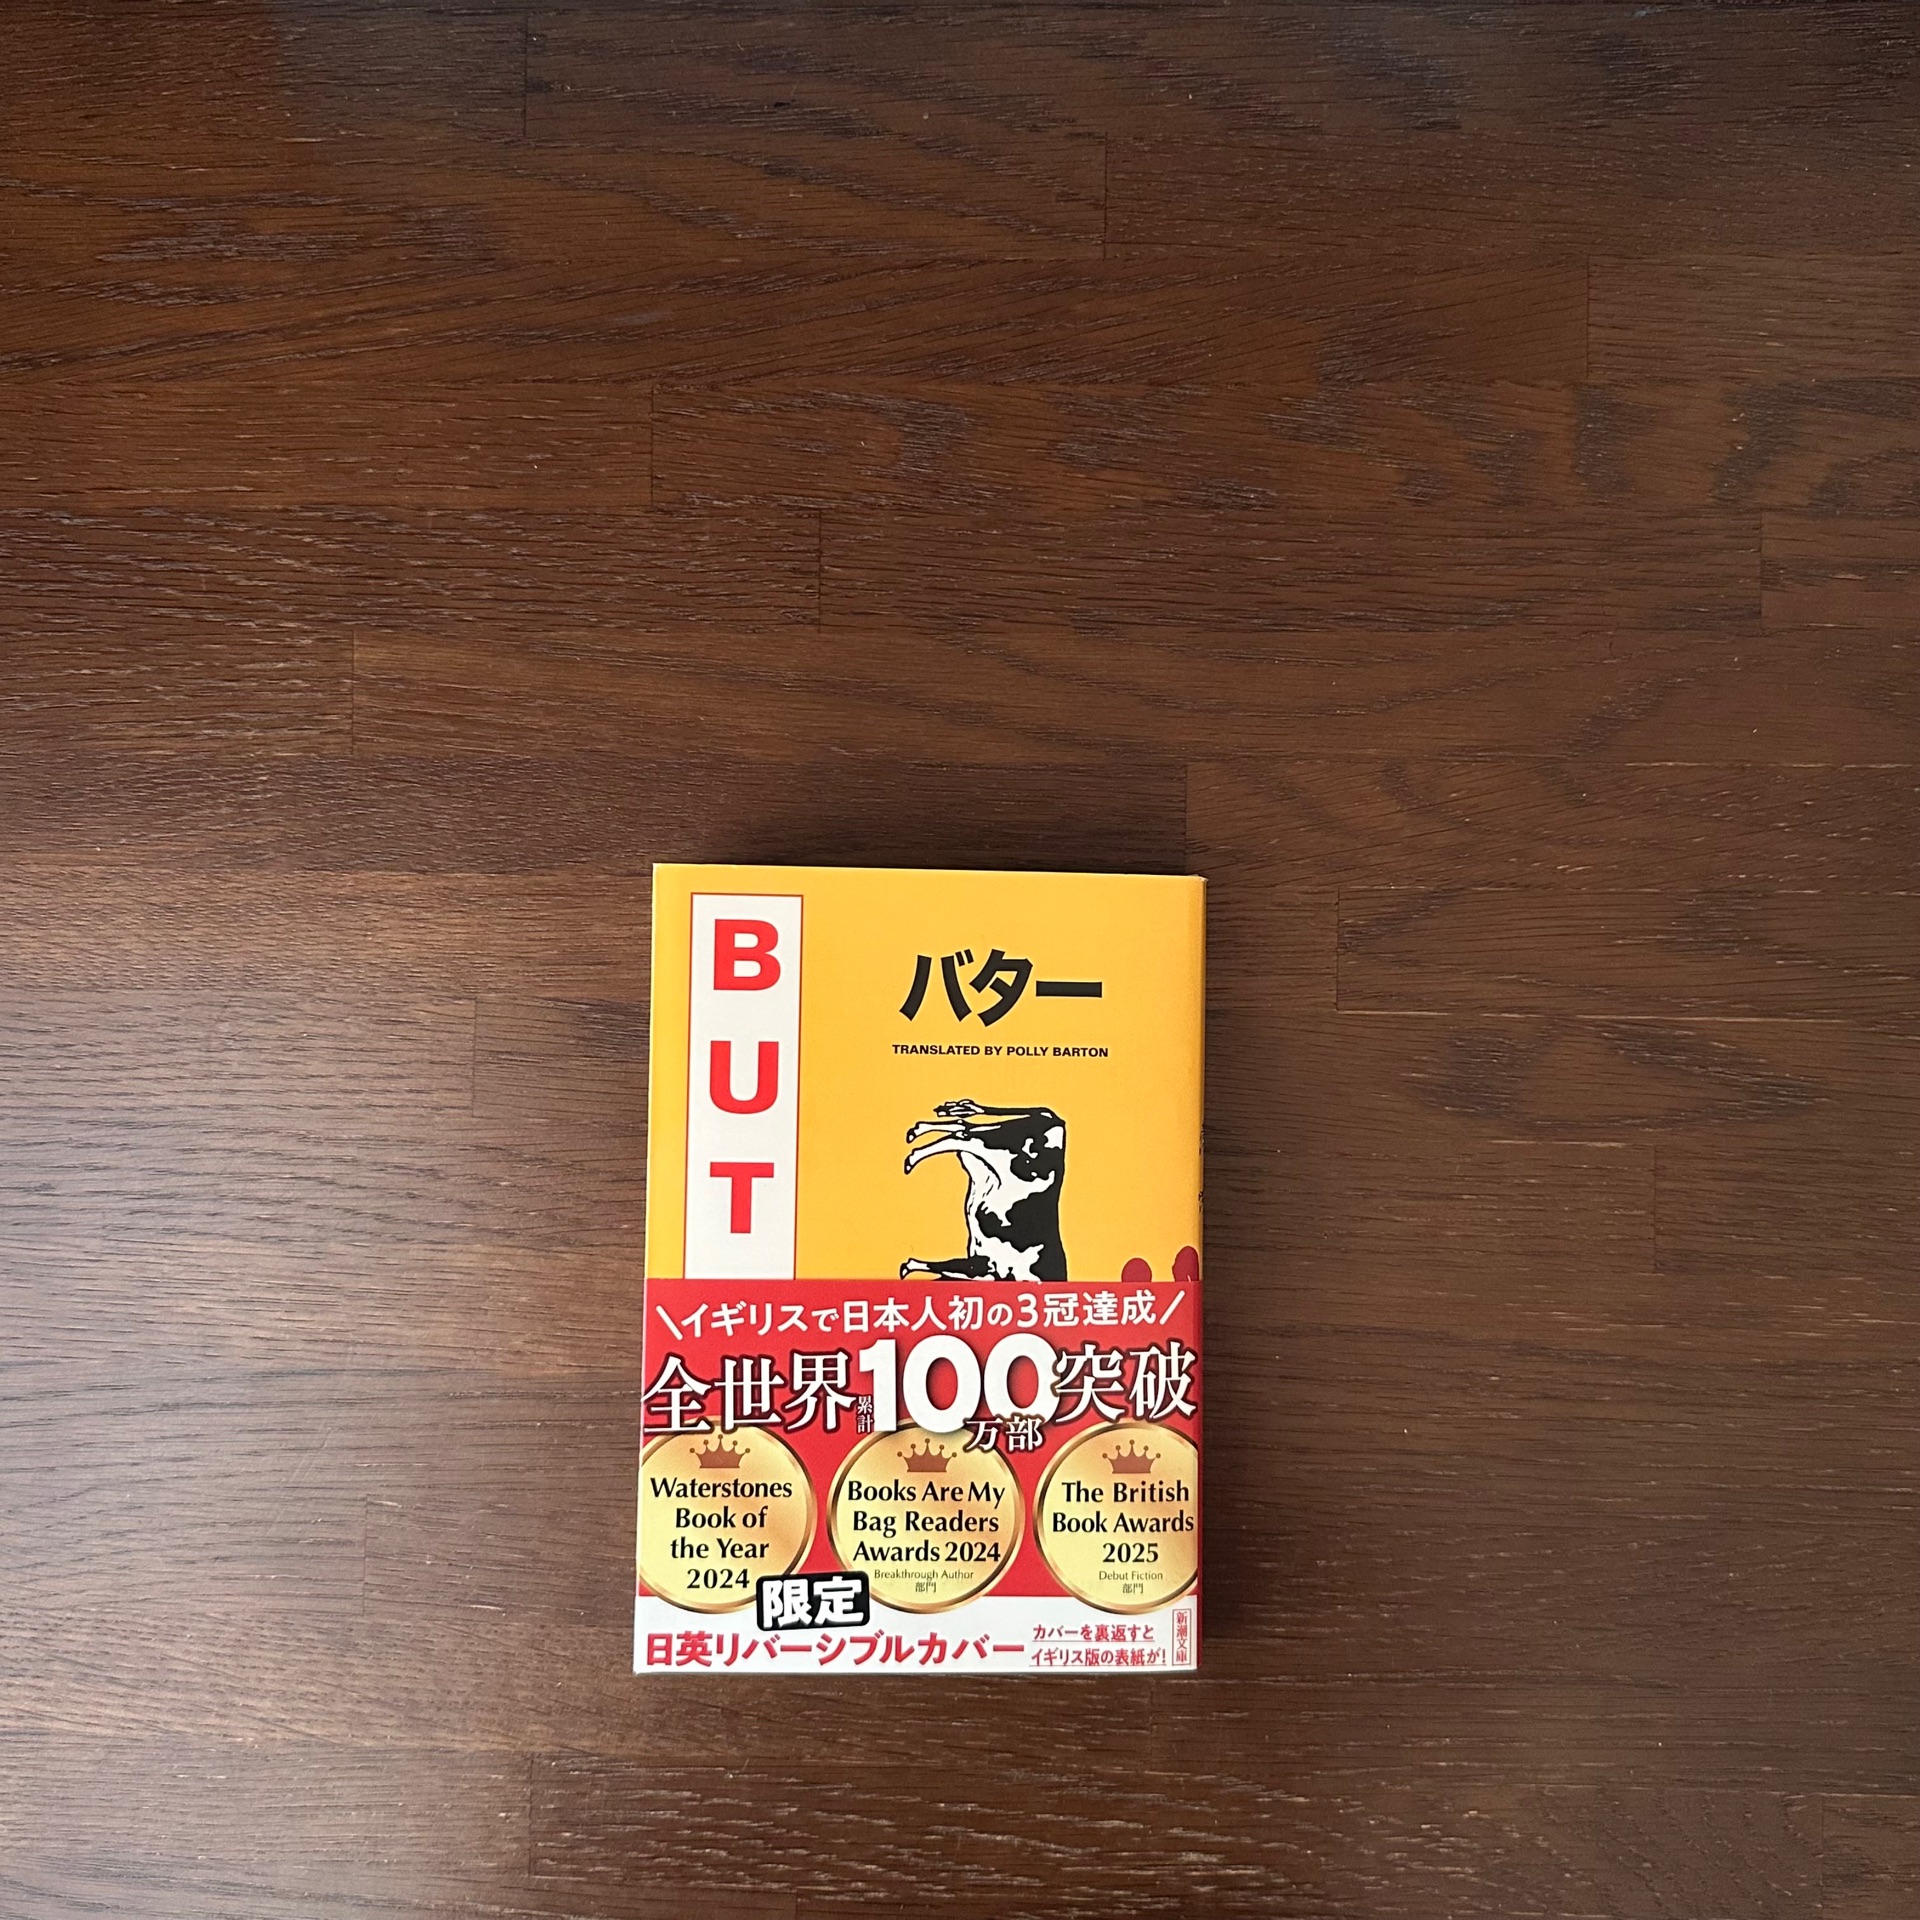 BUT
バター
TRANSLATED BY POLLY BARTON
\イギリスで日本人初の3冠達成/
全世界累計100万部突破
Waterstones
Book of
the Year
2024
Books Are My
Bag Readers
Awards 2024
Breakthrough Author
部門
The British
Book Awards
2025
Debut Fiction
部門
限定
日英リバーシブルカバー
カバーを裏返すと
イギリス版の表紙が!
新潮文庫